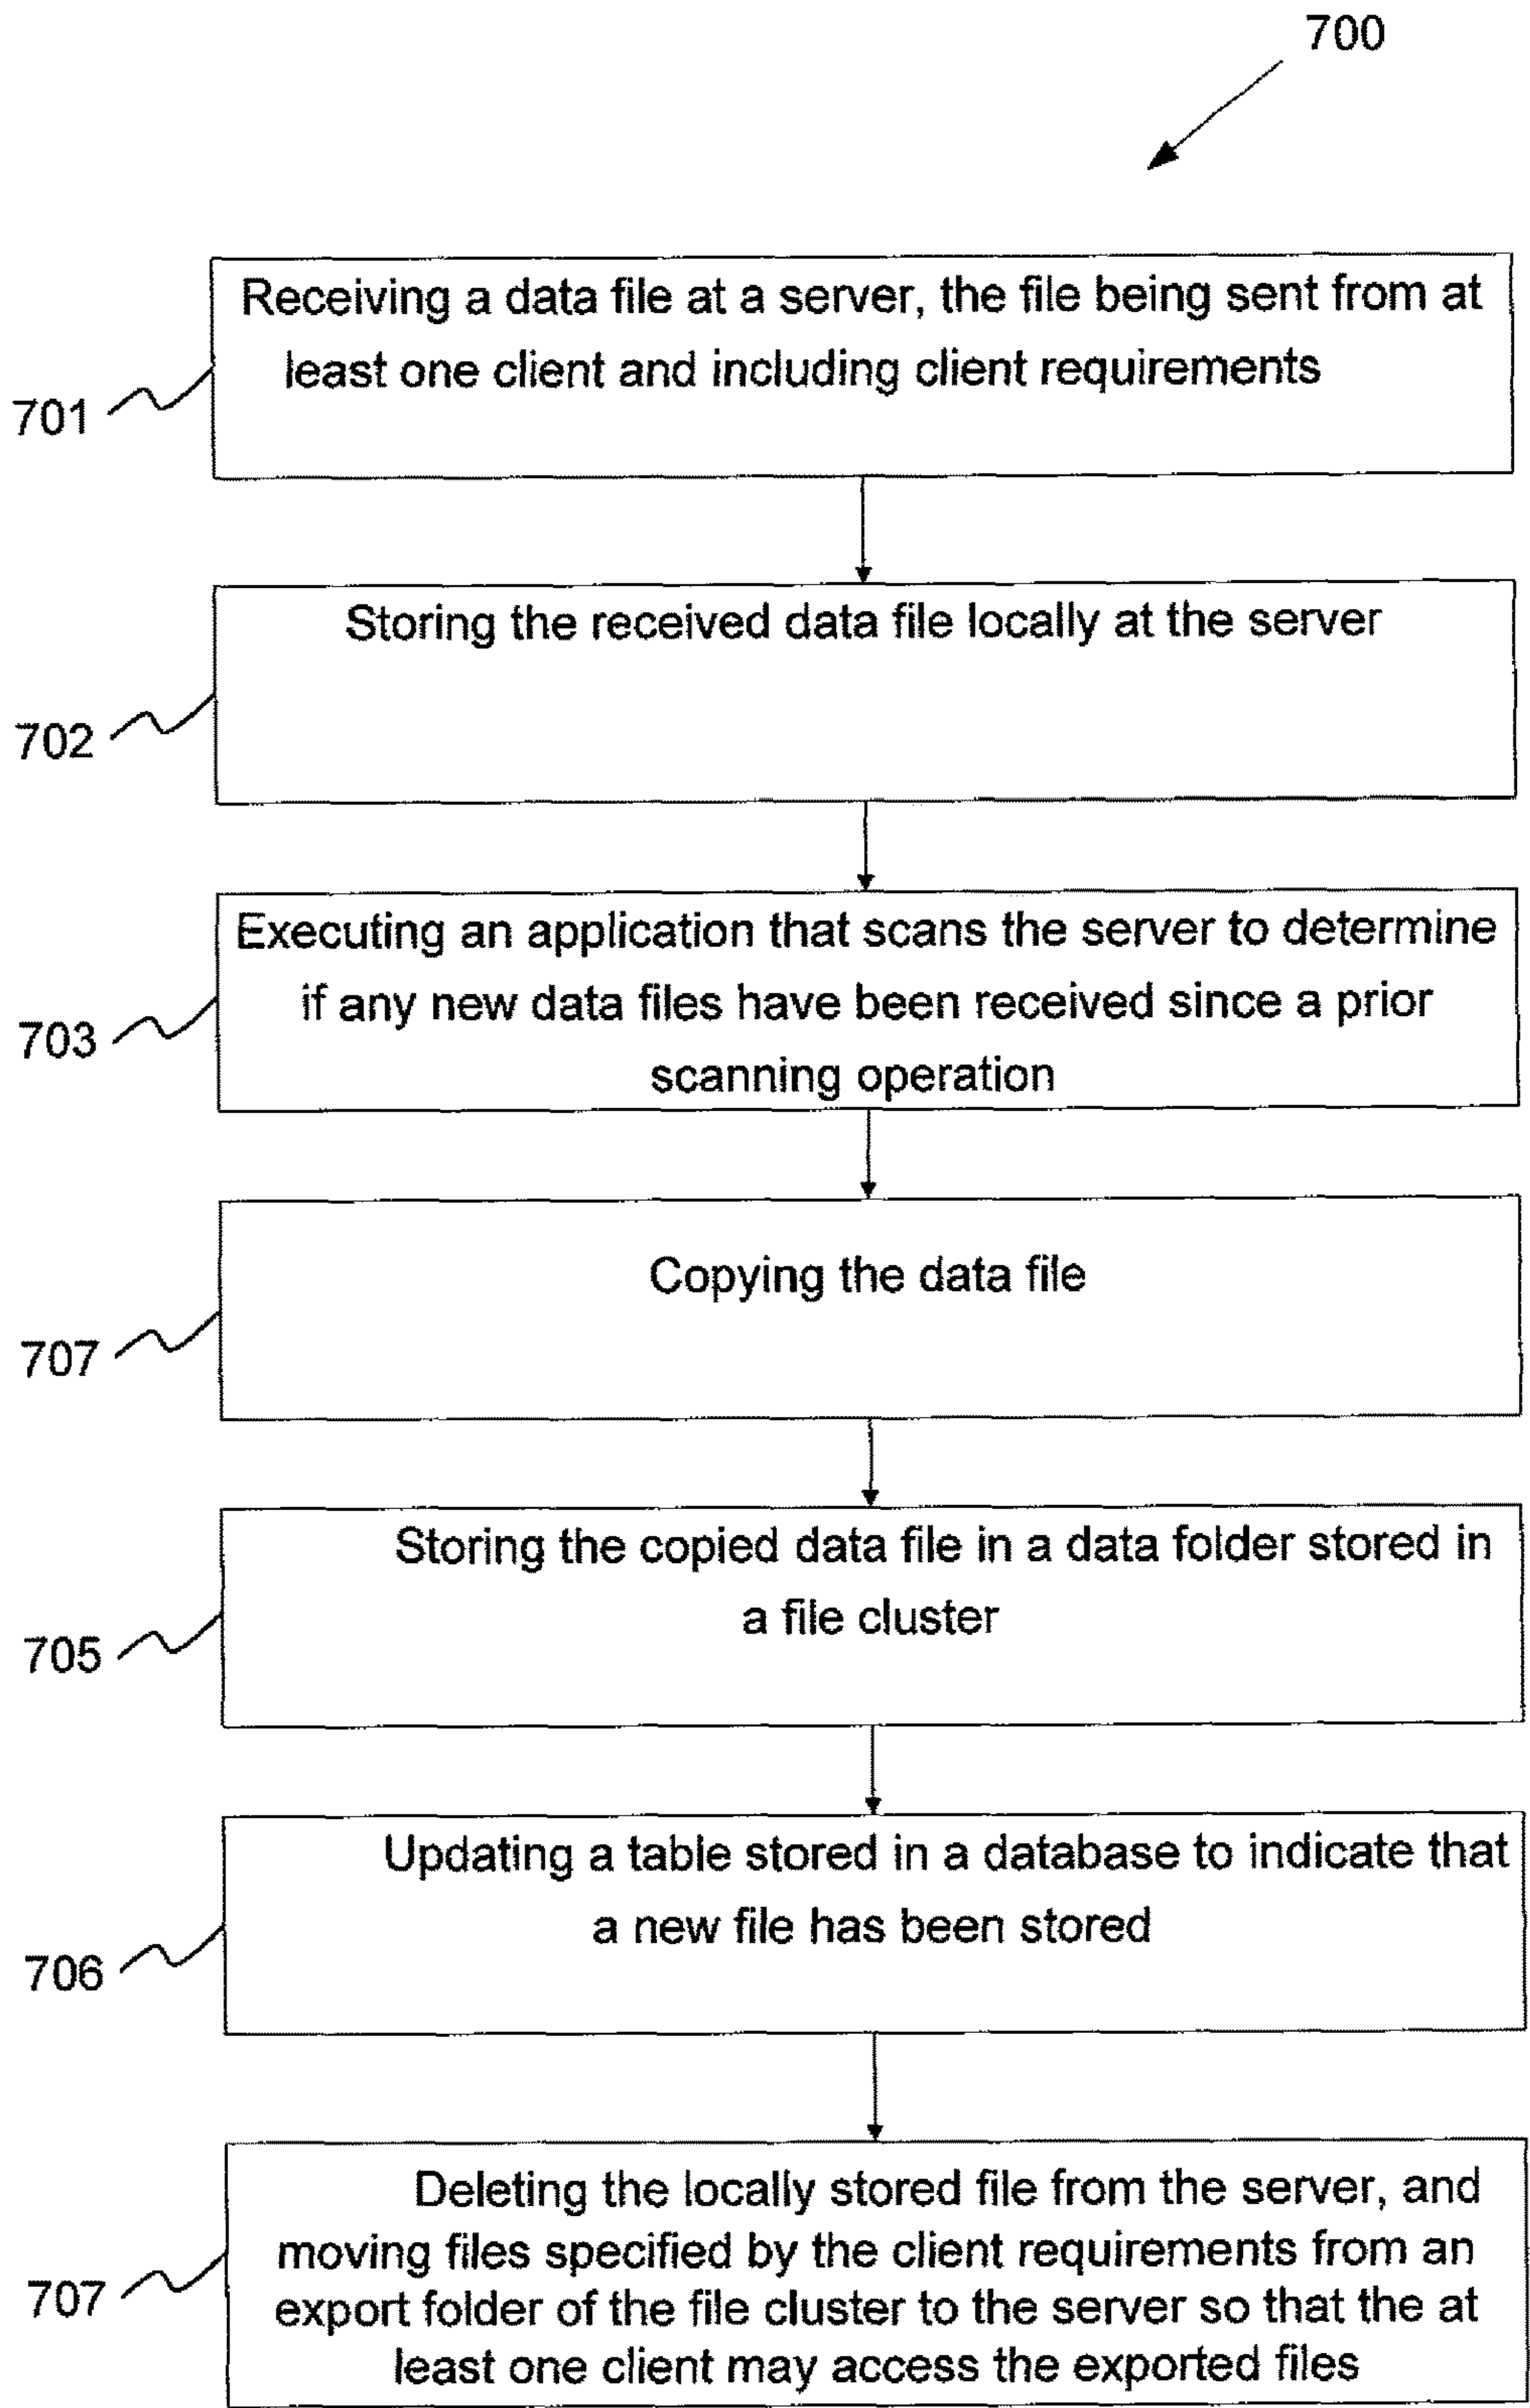 700
Receiving a data file at a server, the file being sent from at
least one client and including client requirements
701
Storing the received data file locally at the server
702
Executing an application that scans the server to determine
if any new data files have been received since a prior
scanning operation
703
Copying the data file
707
Storing the copied data file in a data folder stored in
a file cluster
705
Updating a table stored in a database to indicate that
a new file has been stored
706
Deleting the locally stored file from the server, and
moving files specified by the client requirements from an
export folder of the file cluster to the server so that the at
least one client may access the exported files
707